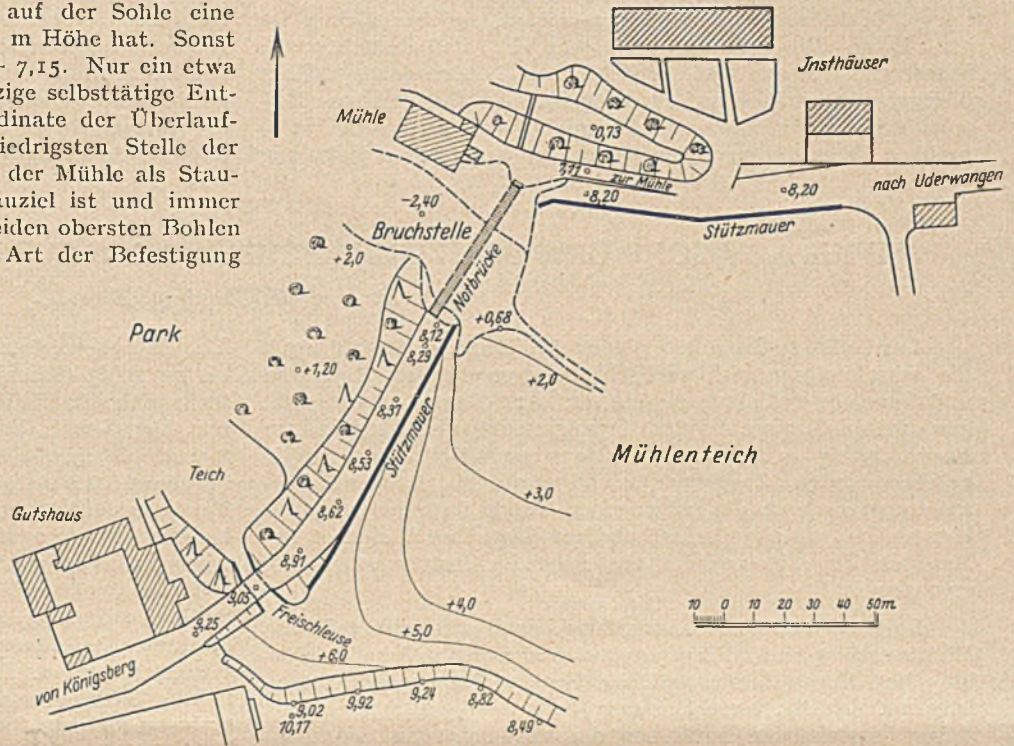 auf der Sohle eine
m Höhe hat. Sonst
- 7,15. Nur ein etwa
zige selbsttätige Ent-
dinate der Überlauf-
iedrigsten Stelle der
der Mühle als Stau-
uziel ist und immer
eiden obersten Bohlen
Art der Befestigung
Jnsthäuser
Mühle
0,73
7,11
zur Mühle
8,20
8,20
nach Uderwangen
Stützmauer
-2,40
Bruchstelle
+2,0
Notbrücke
Park
+0,68
8,12
8,29
+1,20
+2,0
8,37
Stützmauer
Mühlenteich
8,53
Teich
+3,0
Gutshaus
8,62
8,91
9,05
Freischleuse
+4,0
10 0 10 20 30 40 50m.
9,25
+5,0
+6,0
von Königsberg
9,02
9,92
9,24
8,82
10,17
8,49